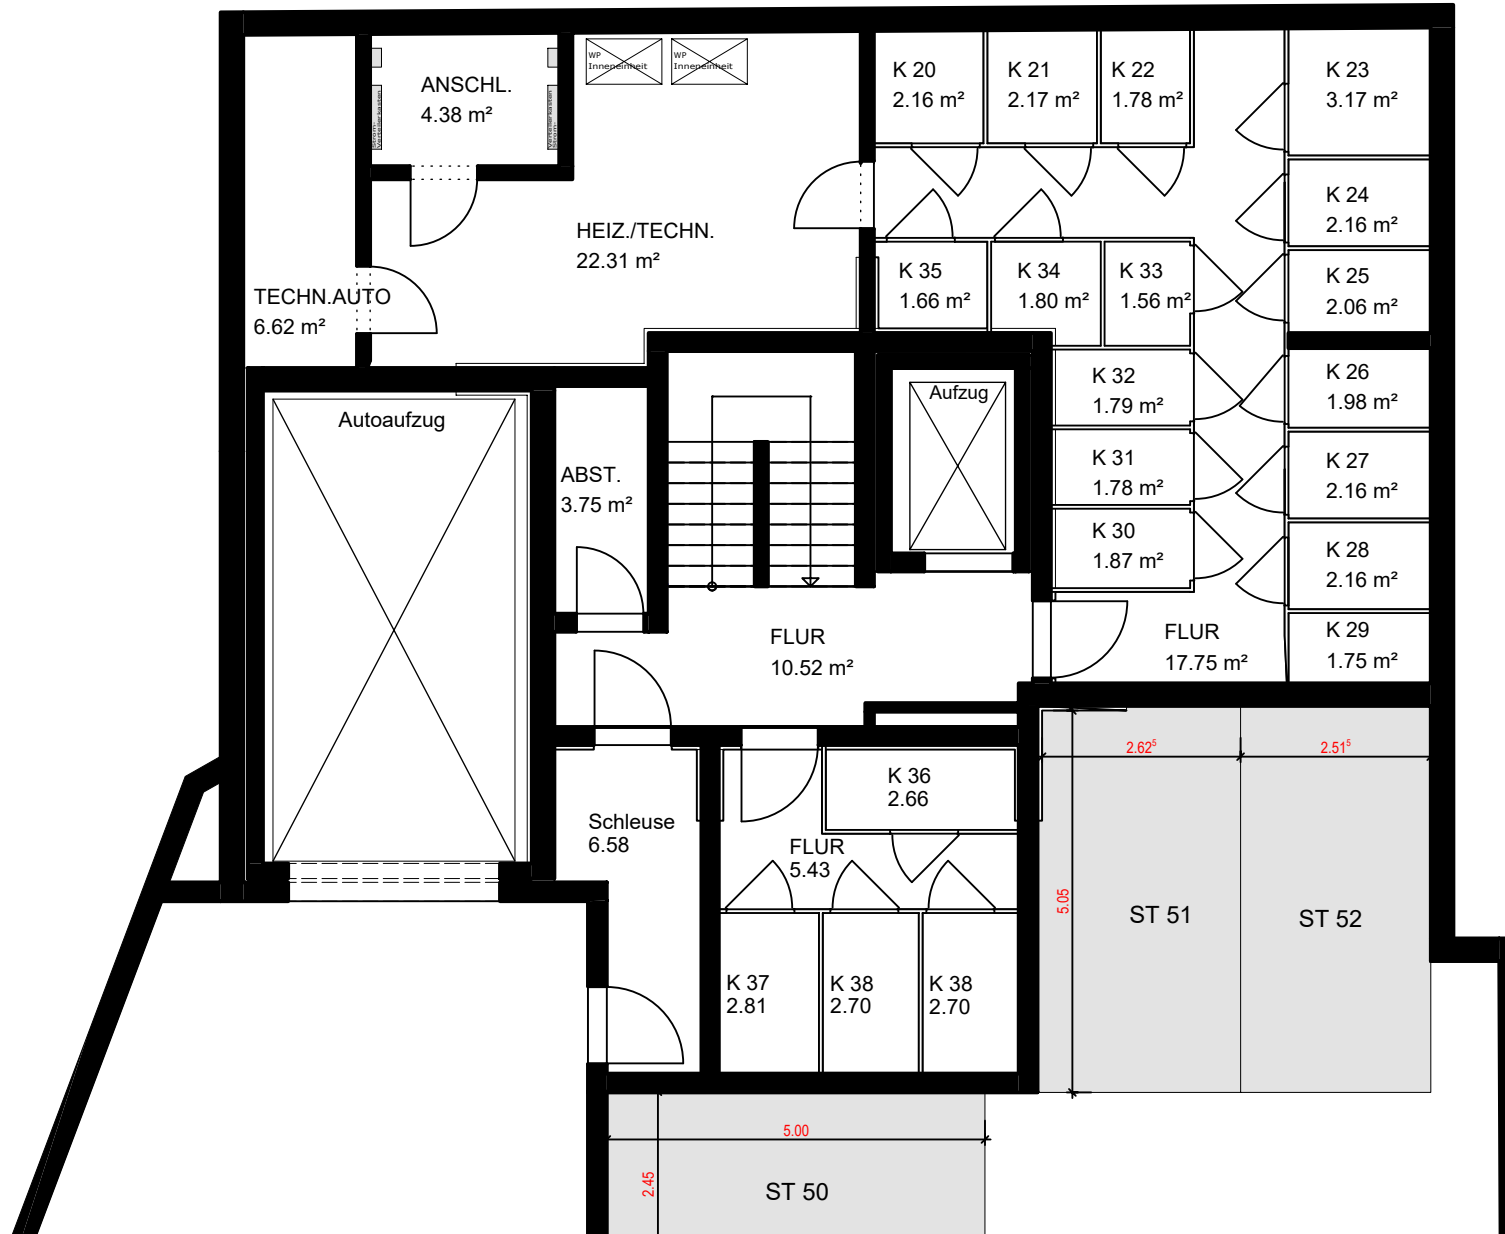 WP
Inneneinheit
WP
Inneneinheit
ANSCHL.
4.38 m²
Strom-
Verteilerkasten
Strom-
Verteilerkasten
K 20
2.16 m²
K 21
2.17 m²
K 22
1.78 m²
K 23
3.17 m²
K 24
2.16 m²
HEIZ./TECHN.
22.31 m²
TECHN.AUTO
6.62 m²
K 35
1.66 m²
K 34
1.80 m²
K 33
1.56 m²
K 25
2.06 m²
K 32
1.79 m²
K 26
1.98 m²
Autoaufzug
Aufzug
ABST.
3.75 m²
K 31
1.78 m²
K 27
2.16 m²
K 30
1.87 m²
K 28
2.16 m²
FLUR
10.52 m²
FLUR
17.75 m²
K 29
1.75 m²
2.62⁵
2.51⁵
K 36
2.66
Schleuse
6.58
FLUR
5.43
5.05
ST 51
ST 52
K 37
2.81
K 38
2.70
K 38
2.70
5.00
2.45
ST 50